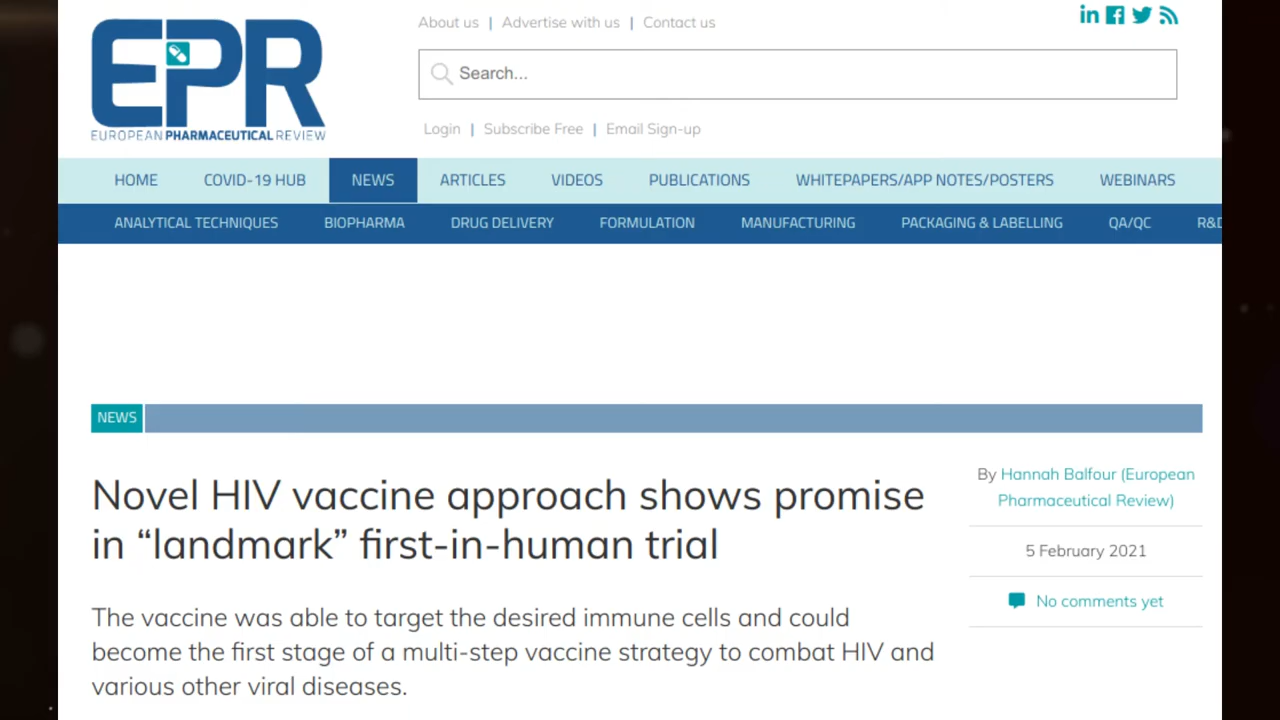 About us | Advertise with us | Contact us
EPR
EUROPEAN PHARMACEUTICAL REVIEW
Search...
Login | Subscribe Free | Email Sign-up
HOME COVID-19 HUB NEWS ARTICLES VIDEOS PUBLICATIONS WHITEPAPERS/APP NOTES/POSTERS WEBINARS
ANALYTICAL TECHNIQUES BIOPHARMA DRUG DELIVERY FORMULATION MANUFACTURING PACKAGING & LABELLING QA/QC R&D
NEWS
Novel HIV vaccine approach shows promise
in “landmark” first-in-human trial
The vaccine was able to target the desired immune cells and could
become the first stage of a multi-step vaccine strategy to combat HIV and
various other viral diseases.
By Hannah Balfour (European
Pharmaceutical Review)
5 February 2021
No comments yet